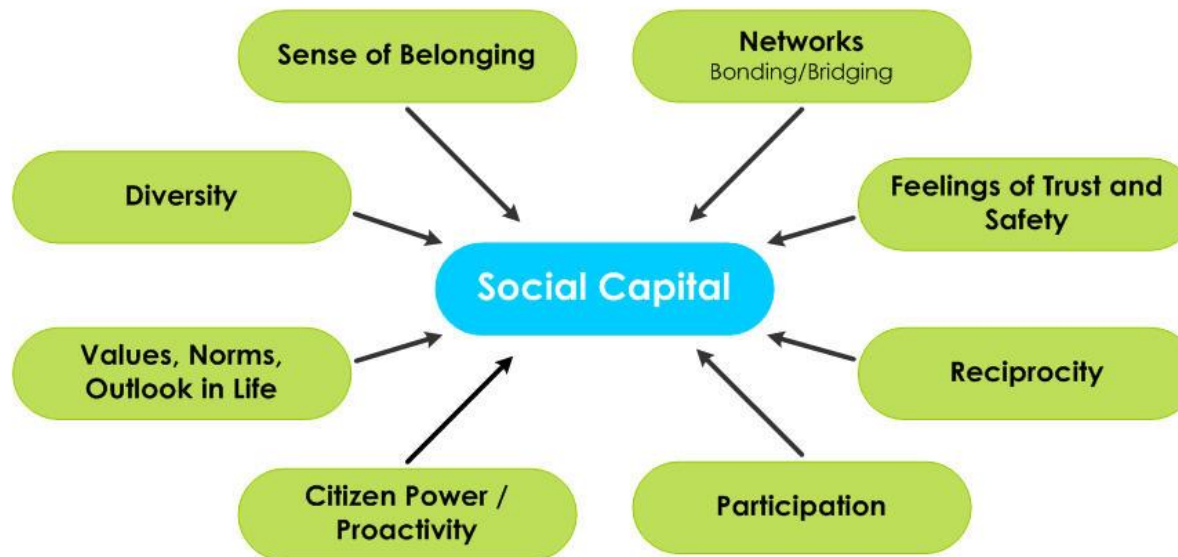 Sense of Belonging
Networks
Bonding/Bridging
Diversity
Feelings of Trust and
Safety
Social Capital
Values, Norms,
Outlook in Life
Reciprocity
Citizen Power /
Proactivity
Participation